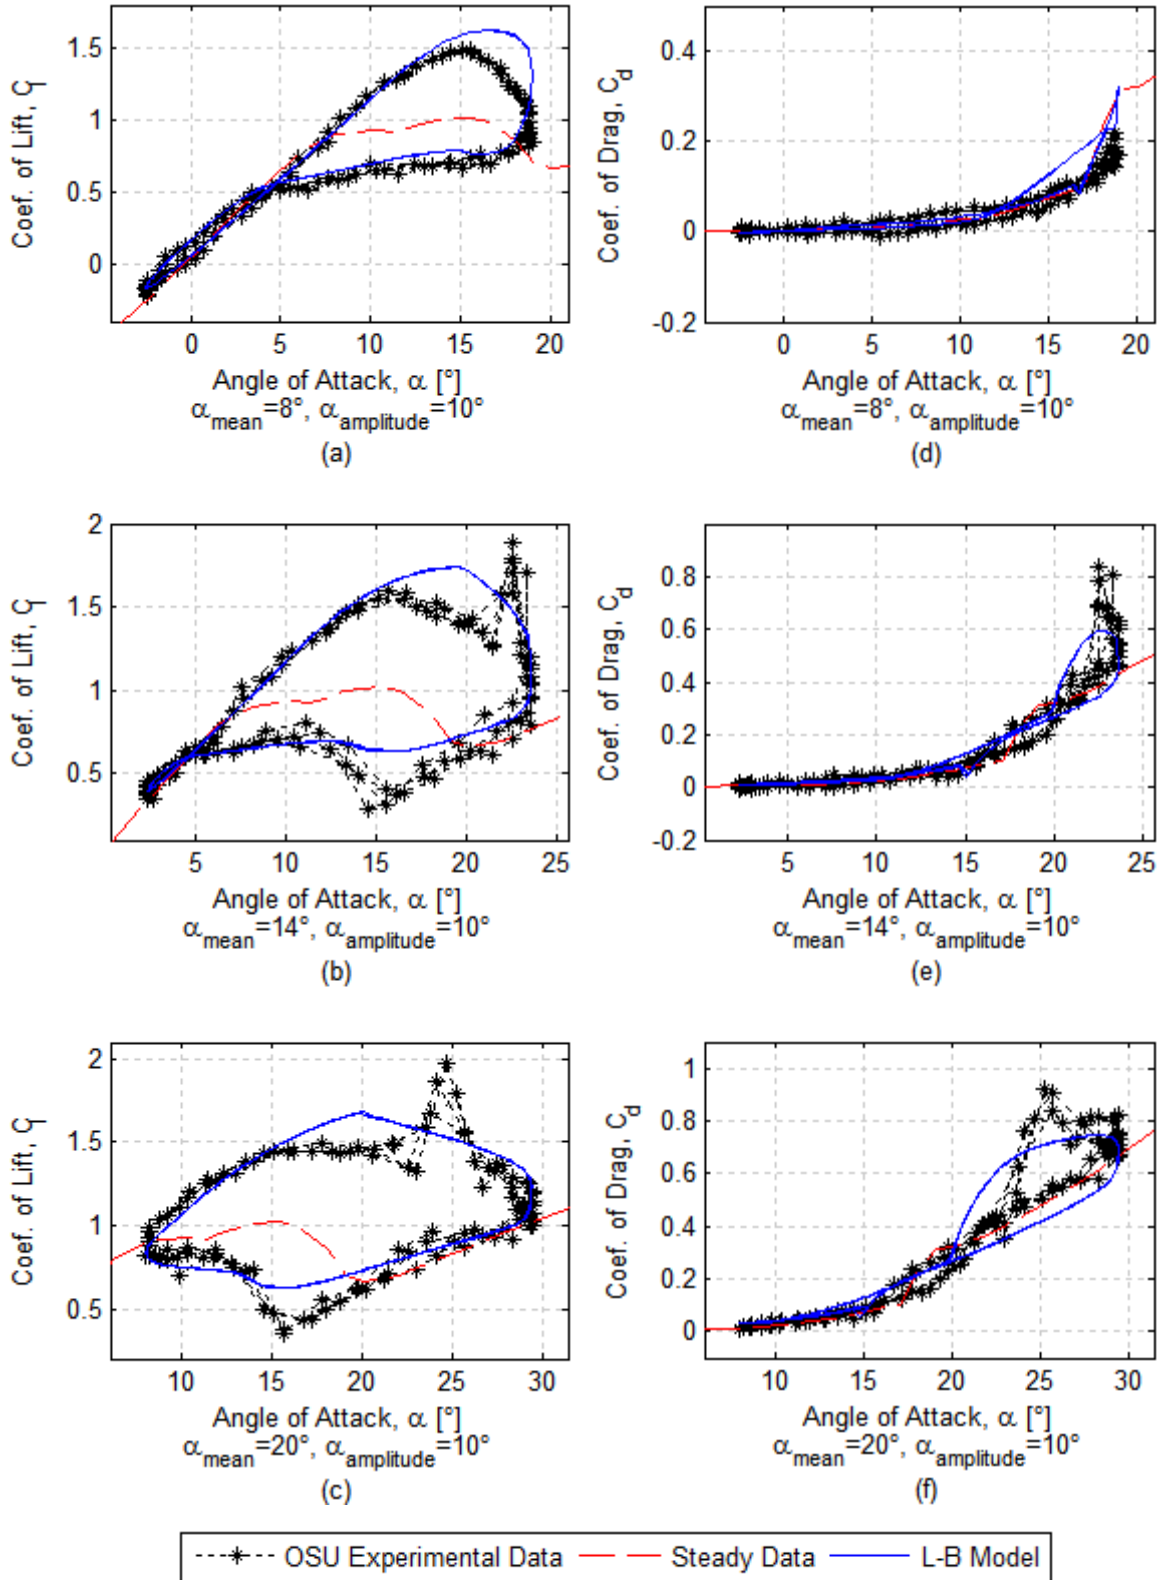 Coef. of Lift, Cl
1.5
1
0.5
0
0 5 10 15 20
Angle of Attack, α [°]
αmean=8°, αamplitude=10°
(a)
Coef. of Drag, Cd
0.4
0.2
0
-0.2
0 5 10 15 20
Angle of Attack, α [°]
αmean=8°, αamplitude=10°
(d)
Coef. of Lift, Cl
2
1.5
1
0.5
5 10 15 20 25
Angle of Attack, α [°]
αmean=14°, αamplitude=10°
(b)
Coef. of Drag, Cd
0.8
0.6
0.4
0.2
0
-0.2
5 10 15 20 25
Angle of Attack, α [°]
αmean=14°, αamplitude=10°
(e)
Coef. of Lift, Cl
2
1.5
1
0.5
10 15 20 25 30
Angle of Attack, α [°]
αmean=20°, αamplitude=10°
(c)
Coef. of Drag, Cd
1
0.8
0.6
0.4
0.2
0
10 15 20 25 30
Angle of Attack, α [°]
αmean=20°, αamplitude=10°
(f)
OSU Experimental Data Steady Data L-B Model